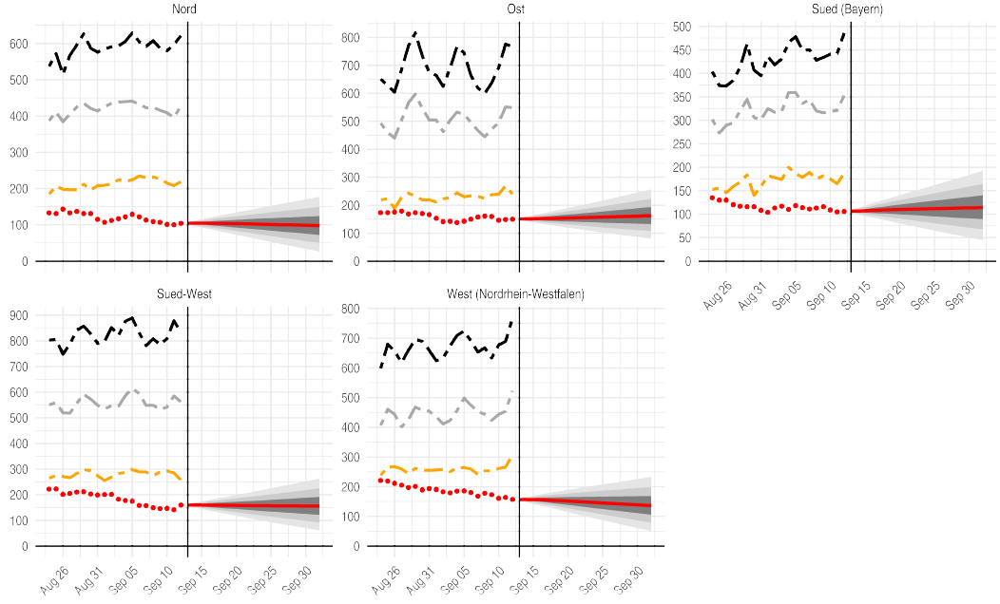 Nord
600
500
400
300
200
100
0
Ost
800
700
600
500
400
300
200
100
0
Sued (Bayern)
500
450
400
350
300
250
200
150
100
50
0
Aug 26
Aug 31
Sep 05
Sep 10
Sep 15
Sep 20
Sep 25
Sep 30
Sued-West
900
800
700
600
500
400
300
200
100
0
Aug 26
Aug 31
Sep 05
Sep 10
Sep 15
Sep 20
Sep 25
Sep 30
West (Nordrhein-Westfalen)
800
700
600
500
400
300
200
100
0
Aug 26
Aug 31
Sep 05
Sep 10
Sep 15
Sep 20
Sep 25
Sep 30